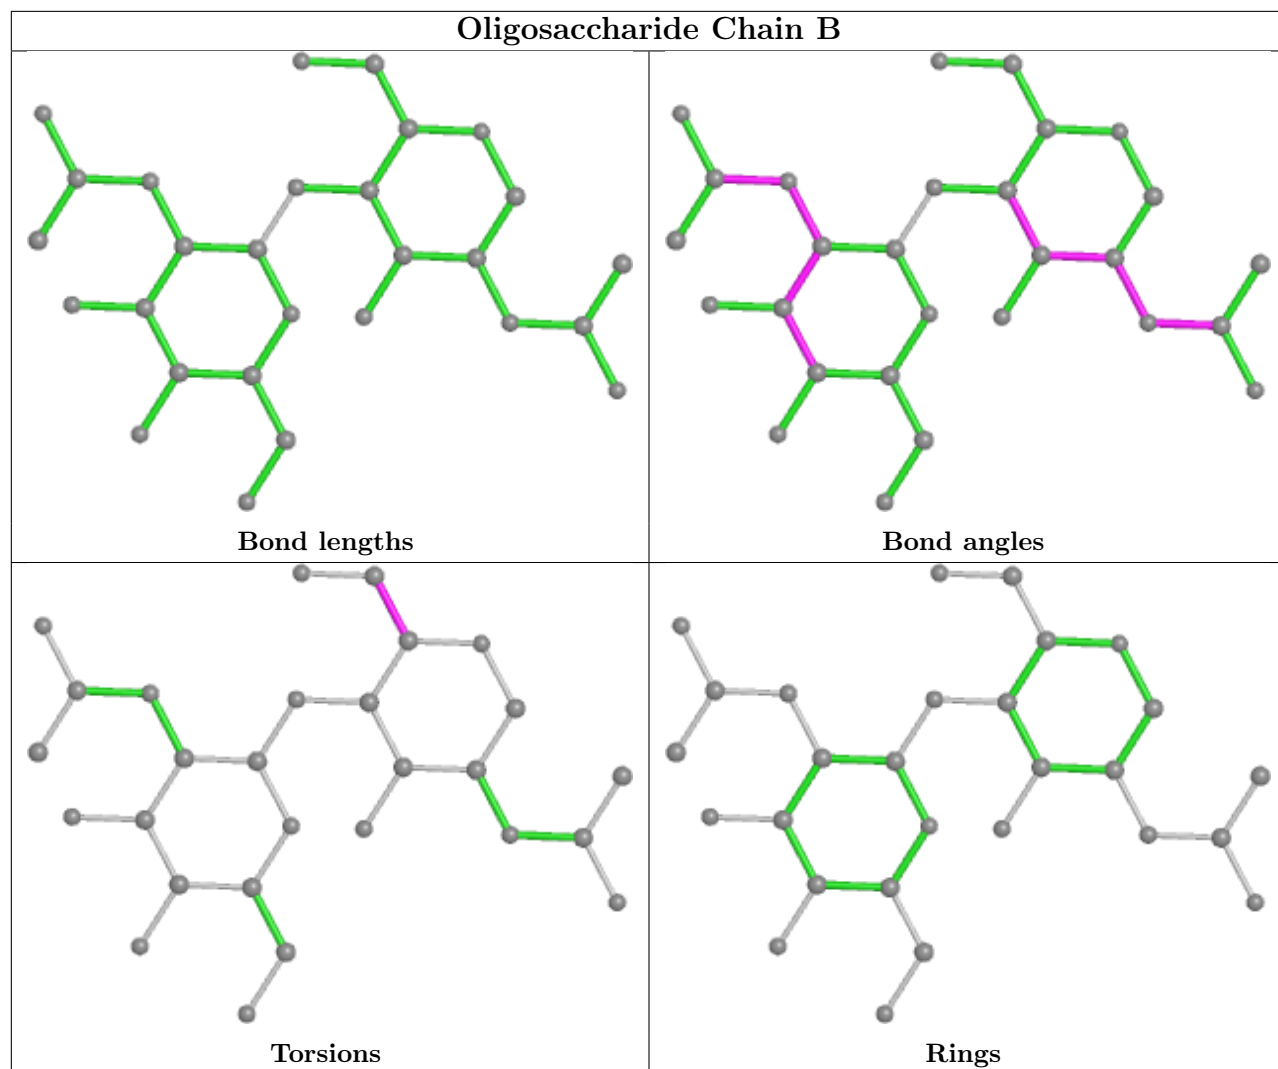 Oligosaccharide Chain B
Bond lengths
Bond angles
Torsions
Rings